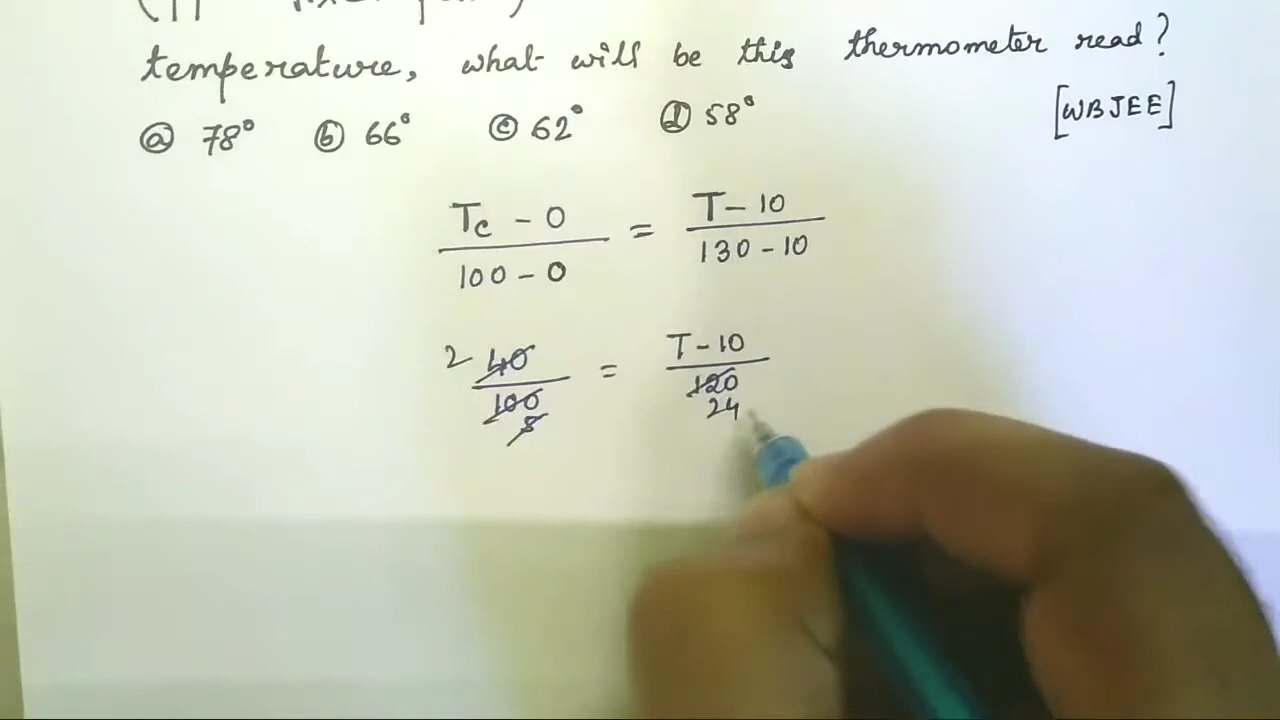 temperature, what will be this thermometer read?
ⓐ 78° ⓑ 66° ⓒ 62° ⓓ 58° [WBJEE]
Tc - 0 / 100 - 0 = T - 10 / 130 - 10
2 40 / 100 5 = T - 10 / 120 24